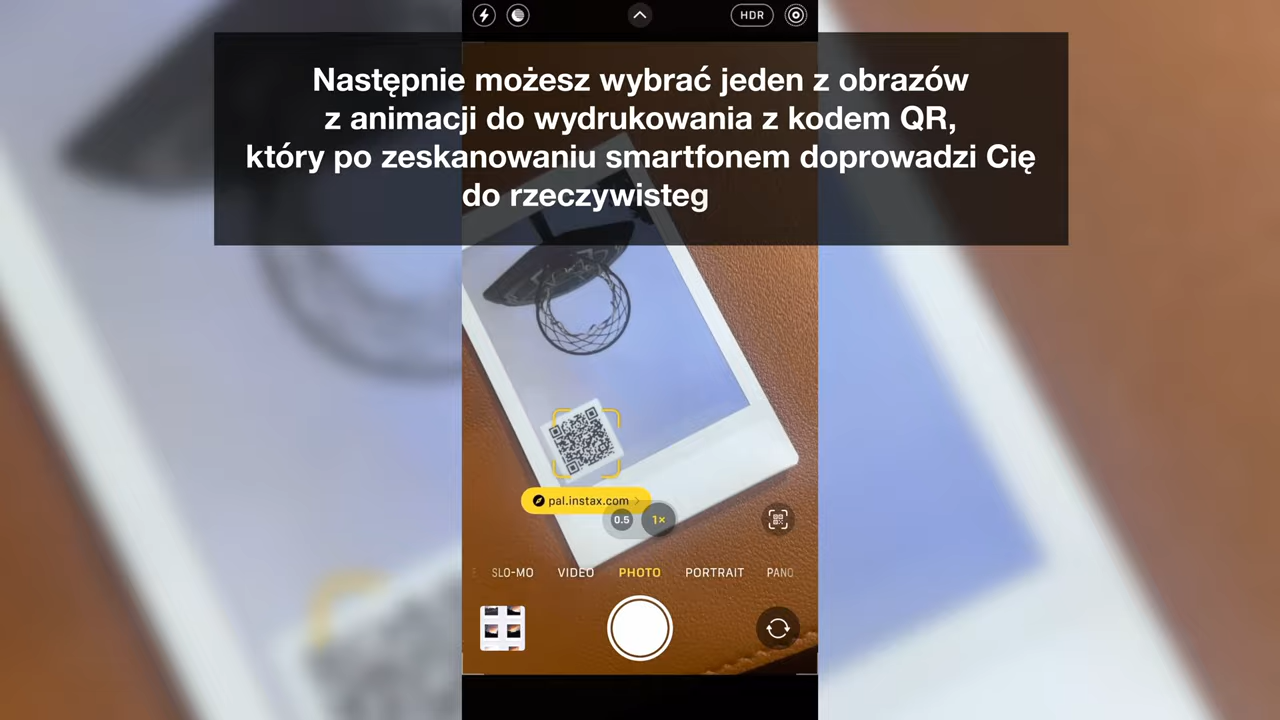 HDR
Następnie możesz wybrać jeden z obrazów
z animacji do wydrukowania z kodem QR,
który po zeskanowaniu smartfonem doprowadzi Cię
do rzeczywisteg
pal.instax.com
0.5 1×
SLO-MO VIDEO PHOTO PORTRAIT PANO